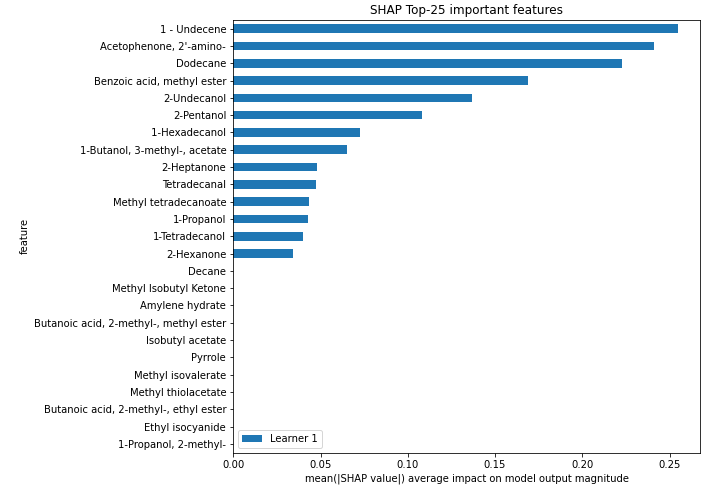 SHAP Top-25 important features
1 - Undecene
Acetophenone, 2'-amino-
Dodecane
Benzoic acid, methyl ester
2-Undecanol
2-Pentanol
1-Hexadecanol
1-Butanol, 3-methyl-, acetate
2-Heptanone
Tetradecanal
Methyl tetradecanoate
1-Propanol
1-Tetradecanol
2-Hexanone
Decane
Methyl Isobutyl Ketone
Amylene hydrate
Butanoic acid, 2-methyl-, methyl ester
Isobutyl acetate
Pyrrole
Methyl isovalerate
Methyl thiolacetate
Butanoic acid, 2-methyl-, ethyl ester
Ethyl isocyanide
1-Propanol, 2-methyl-
feature
Learner 1
0.00 0.05 0.10 0.15 0.20 0.25
mean(|SHAP value|) average impact on model output magnitude